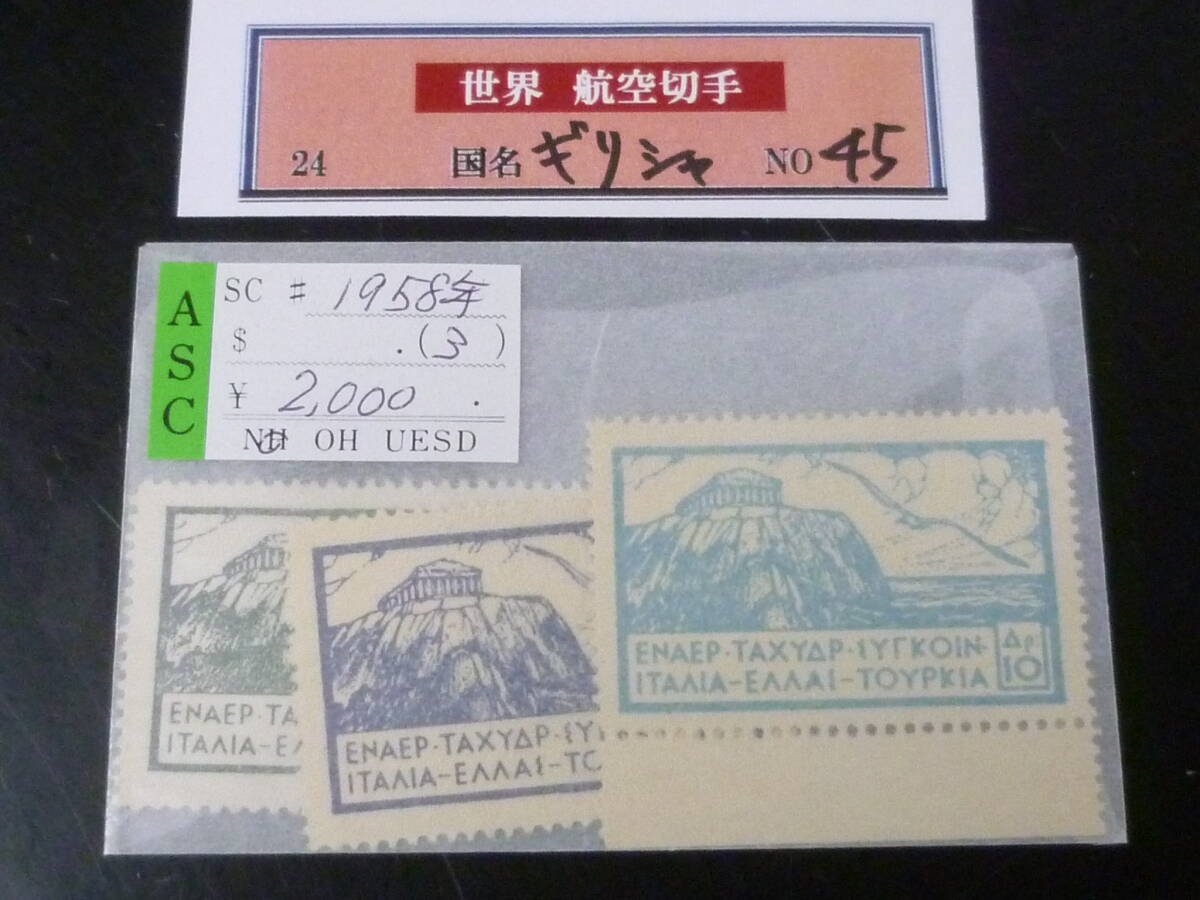 世界 航空切手
24 国名 ギリシャ NO 45
ASC
SC # 1958年
$ .(3)
¥ 2,000 .
NH OH UESD
ΕΝΑΕΡ·ΤΑ
ΙΤΑΛΙΑ-ΕΛ
ΕΝΑΕΡ·ΤΑΧΥΔΡ·ΣΥ
ΙΤΑΛΙΑ-ΕΛΛΑΣ-ΤΟ
ΕΝΑΕΡ·ΤΑΧΥΔΡ·ΣΥΓΚΟΙΝ·
ΙΤΑΛΙΑ-ΕΛΛΑΣ-ΤΟΥΡΚΙΑ
Δρ 10